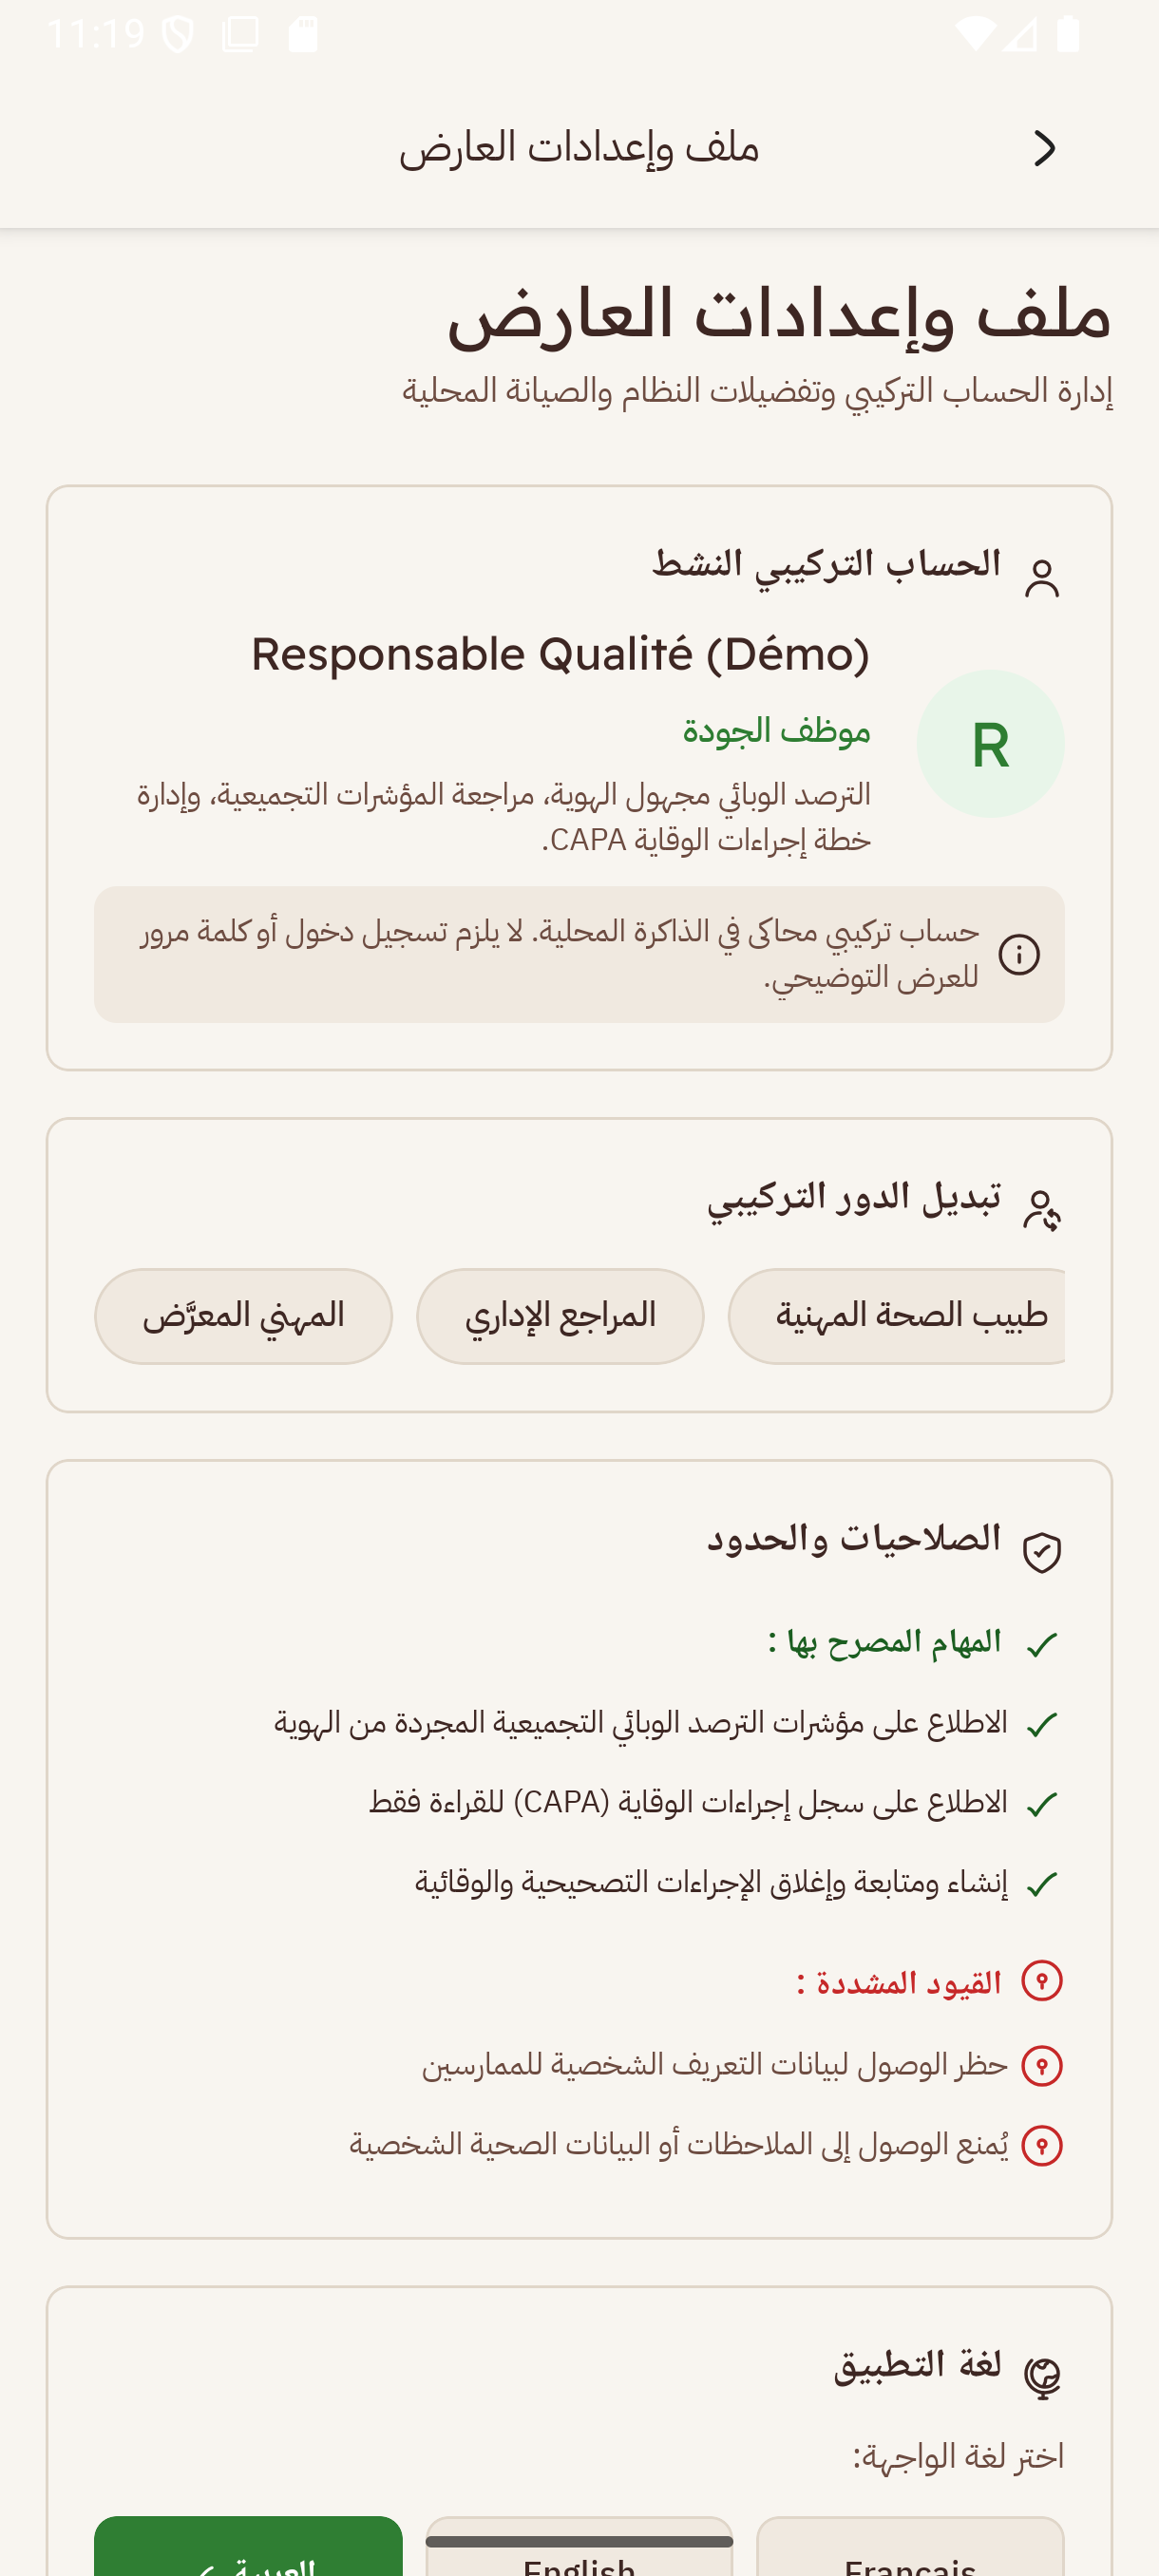 11:19
ملف وإعدادات العارض
ملف وإعدادات العارض
إدارة الحساب التركيبي وتفضيلات النظام والصيانة المحلية
الحساب التركيبي النشط
Responsable Qualité (Démo)
R
موظف الجودة
الترصد الوبائي مجهول الهوية، مراجعة المؤشرات التجميعية، وإدارة
خطة إجراءات الوقاية CAPA.
حساب تركيبي محاكى في الذاكرة المحلية. لا يلزم تسجيل دخول أو كلمة مرور
للعرض التوضيحي.
تبديل الدور التركيبي
طبيب الصحة المهنية
المراجع الإداري
المهني المعرَّض
الصلاحيات والحدود
المهام المصرح بها :
الاطلاع على مؤشرات الترصد الوبائي التجميعية المجردة من الهوية
الاطلاع على سجل إجراءات الوقاية (CAPA) للقراءة فقط
إنشاء ومتابعة وإغلاق الإجراءات التصحيحية والوقائية
القيود المشددة :
حظر الوصول لبيانات التعريف الشخصية للممارسين
يُمنع الوصول إلى الملاحظات أو البيانات الصحية الشخصية
لغة التطبيق
اختر لغة الواجهة:
Français
English
العربية